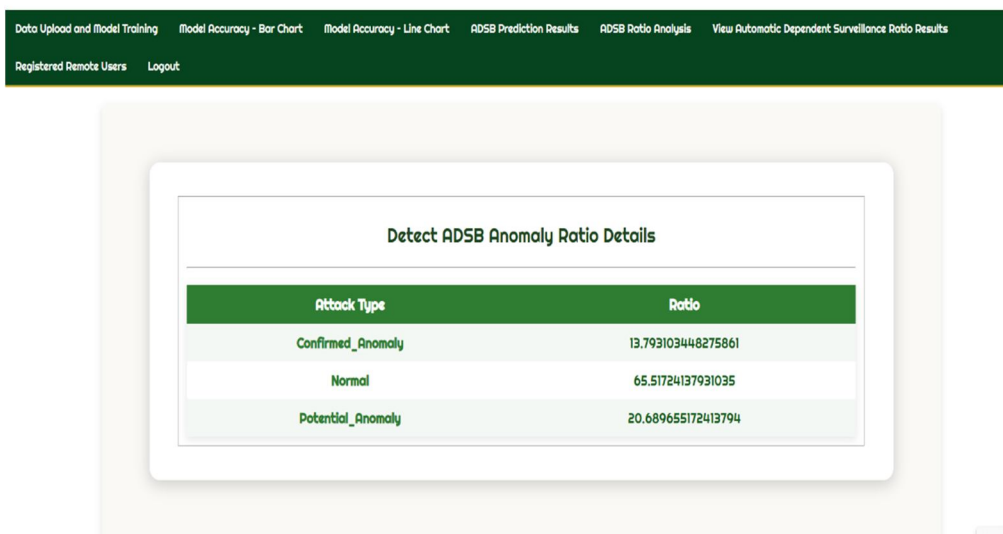 Data Upload and Model Training Model Accuracy - Bar Chart Model Accuracy - Line Chart ADSB Prediction Results ADSB Ratio Analysis View Automatic Dependent Surveillance Ratio Results
Registered Remote Users Logout
Detect ADSB Anomaly Ratio Details
Attack Type Ratio
Confirmed_Anomaly 13.793103448275861
Normal 65.51724137931035
Potential_Anomaly 20.689655172413794